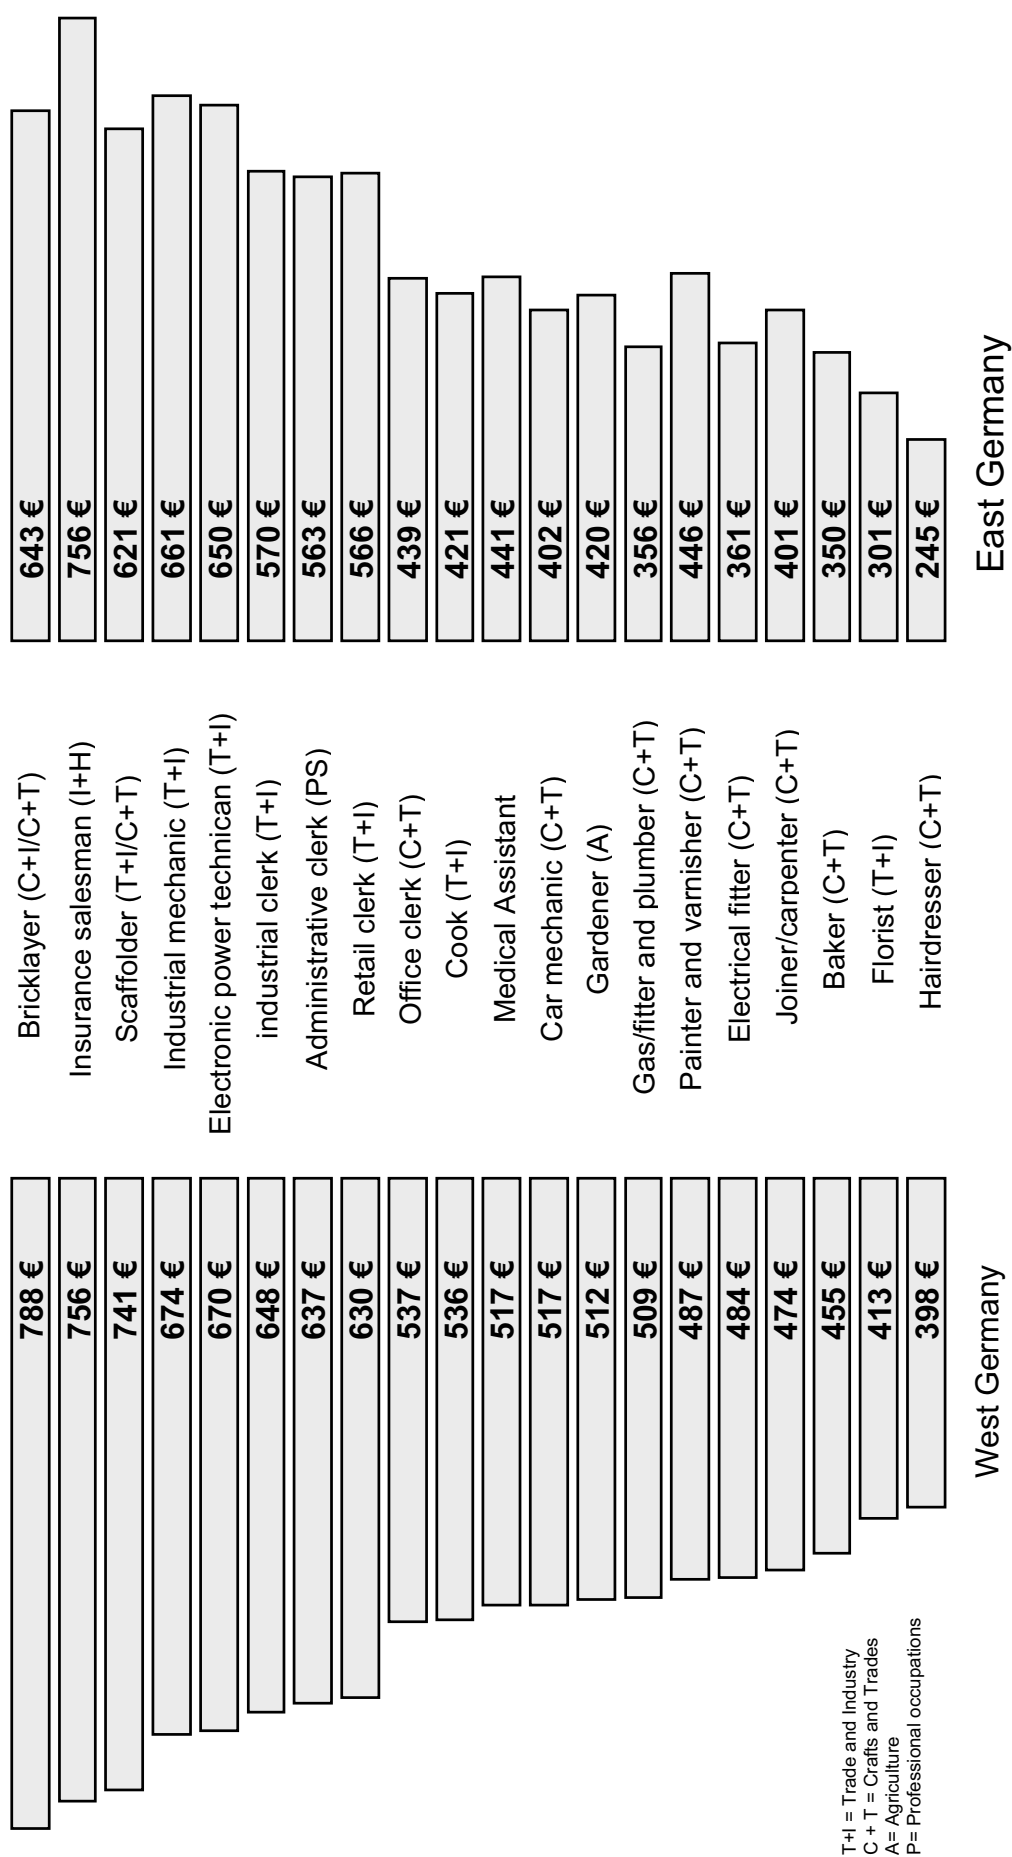 788 € Bricklayer (C+I/C+T) 643 €
756 € Insurance salesman (I+H) 756 €
741 € Scaffolder (T+I/C+T) 621 €
674 € Industrial mechanic (T+I) 661 €
670 € Electronic power technican (T+I) 650 €
648 € industrial clerk (T+I) 570 €
637 € Administrative clerk (PS) 563 €
630 € Retail clerk (T+I) 566 €
537 € Office clerk (C+T) 439 €
536 € Cook (T+I) 421 €
517 € Medical Assistant 441 €
517 € Car mechanic (C+T) 402 €
512 € Gardener (A) 420 €
509 € Gas/fitter and plumber (C+T) 356 €
487 € Painter and varnisher (C+T) 446 €
484 € Electrical fitter (C+T) 361 €
474 € Joiner/carpenter (C+T) 401 €
455 € Baker (C+T) 350 €
413 € Florist (T+I) 301 €
398 € Hairdresser (C+T) 245 €
West Germany East Germany
T+I = Trade and Industry
C + T = Crafts and Trades
A= Agriculture
P= Professional occupations